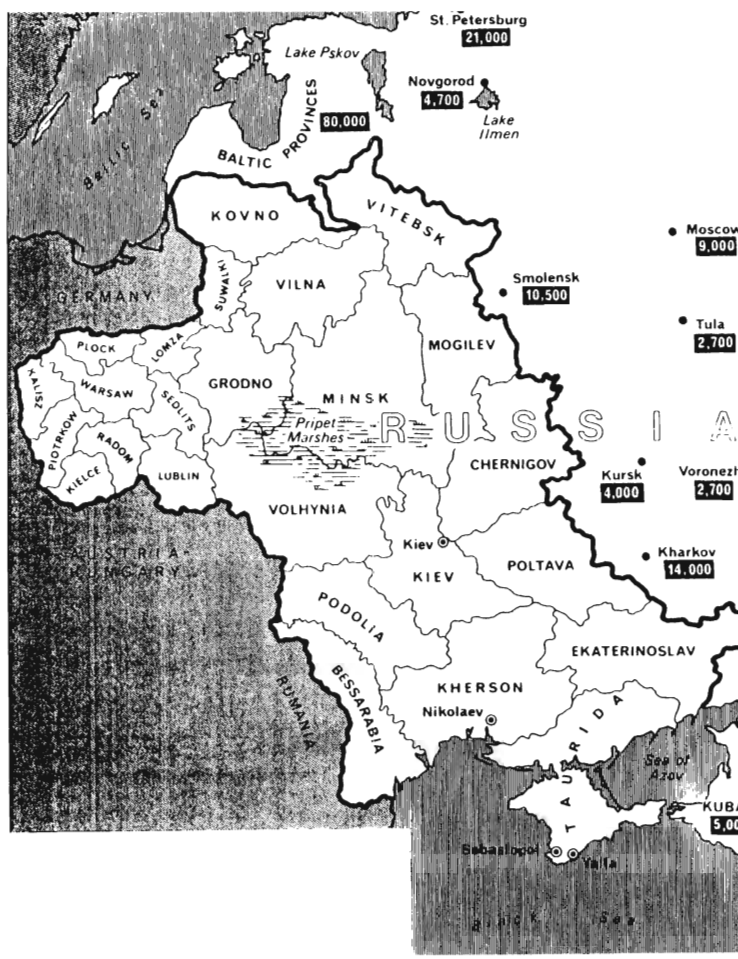 St. Petersburg
21,000
Lake Pskov
Novgorod
4,700
Lake
Ilmen
80,000
BALTIC PROVINCES
Baltic Sea
KOVNO
VITEBSK
Moscow
9,000
SUWALKI
VILNA
Smolensk
10,500
GERMANY
Tula
2,700
PLOCK
LOMZA
MOGILEV
KALISZ
WARSAW
SEDLITS
GRODNO
MINSK
PIOTRKOW
RADOM
Pripet
Marshes
RUSSIA
KIELCE
LUBLIN
CHERNIGOV
Kursk
4,000
Voronezh
2,700
VOLHYNIA
AUSTRIA-
HUNGARY
Kiev
KIEV
POLTAVA
Kharkov
14,000
PODOLIA
BESSARABIA
RUMANIA
EKATERINOSLAV
KHERSON
Nikolaev
TAURIDA
Sea of
Azov
KUBA
5,00
Sebastopol
Yalta
Black Sea